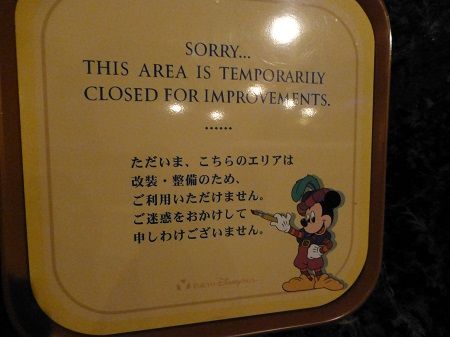 SORRY...
THIS AREA IS TEMPORARILY
CLOSED FOR IMPROVEMENTS.
......
ただいま、こちらのエリアは
改装・整備のため、
ご利用いただけません。
ご迷惑をおかけして
申しわけございません。